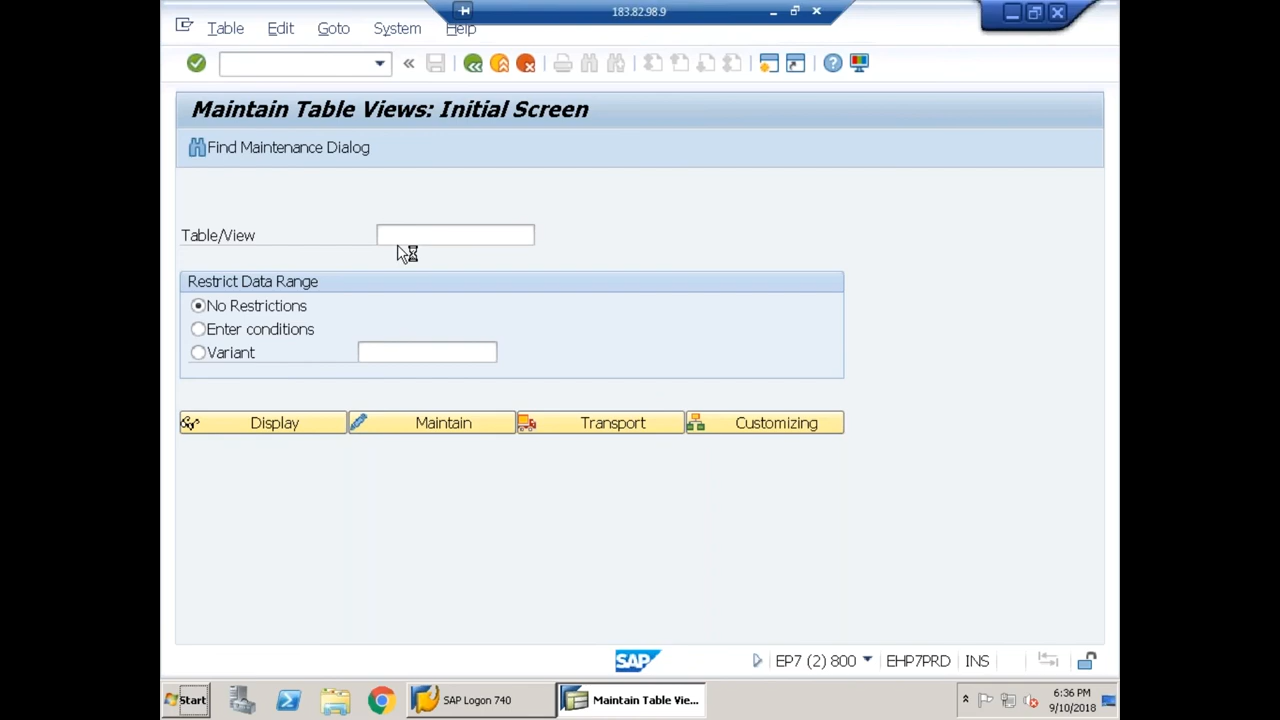 183.82.98.9
Table Edit Goto System Help
Maintain Table Views: Initial Screen
Find Maintenance Dialog
Table/View
Restrict Data Range
No Restrictions
Enter conditions
Variant
Display Maintain Transport Customizing
SAP EP7 (2) 800 EHP7PRD INS
Start SAP Logon 740 Maintain Table Vie... 6:36 PM
9/10/2018